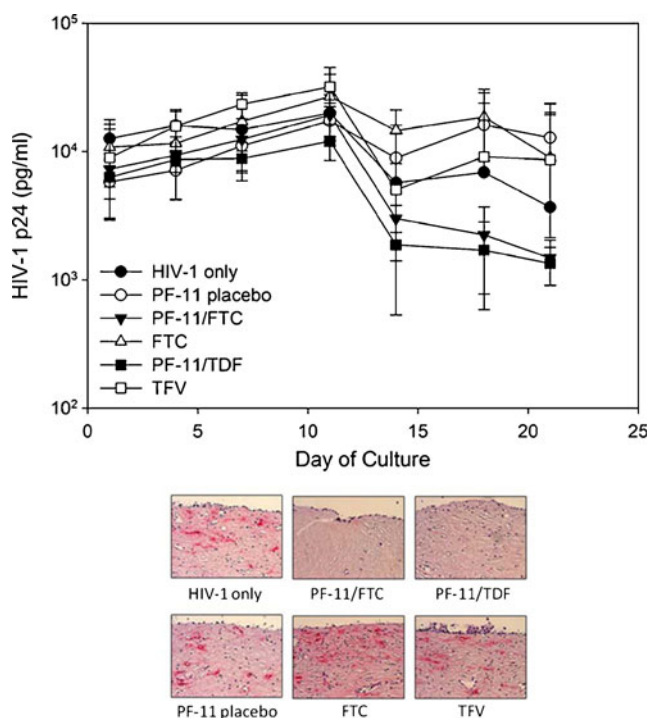 10⁵
10⁴
10³
10²
HIV-1 p24 (pg/ml)
HIV-1 only
PF-11 placebo
PF-11/FTC
FTC
PF-11/TDF
TFV
0 5 10 15 20 25
Day of Culture
HIV-1 only PF-11/FTC PF-11/TDF
PF-11 placebo FTC TFV